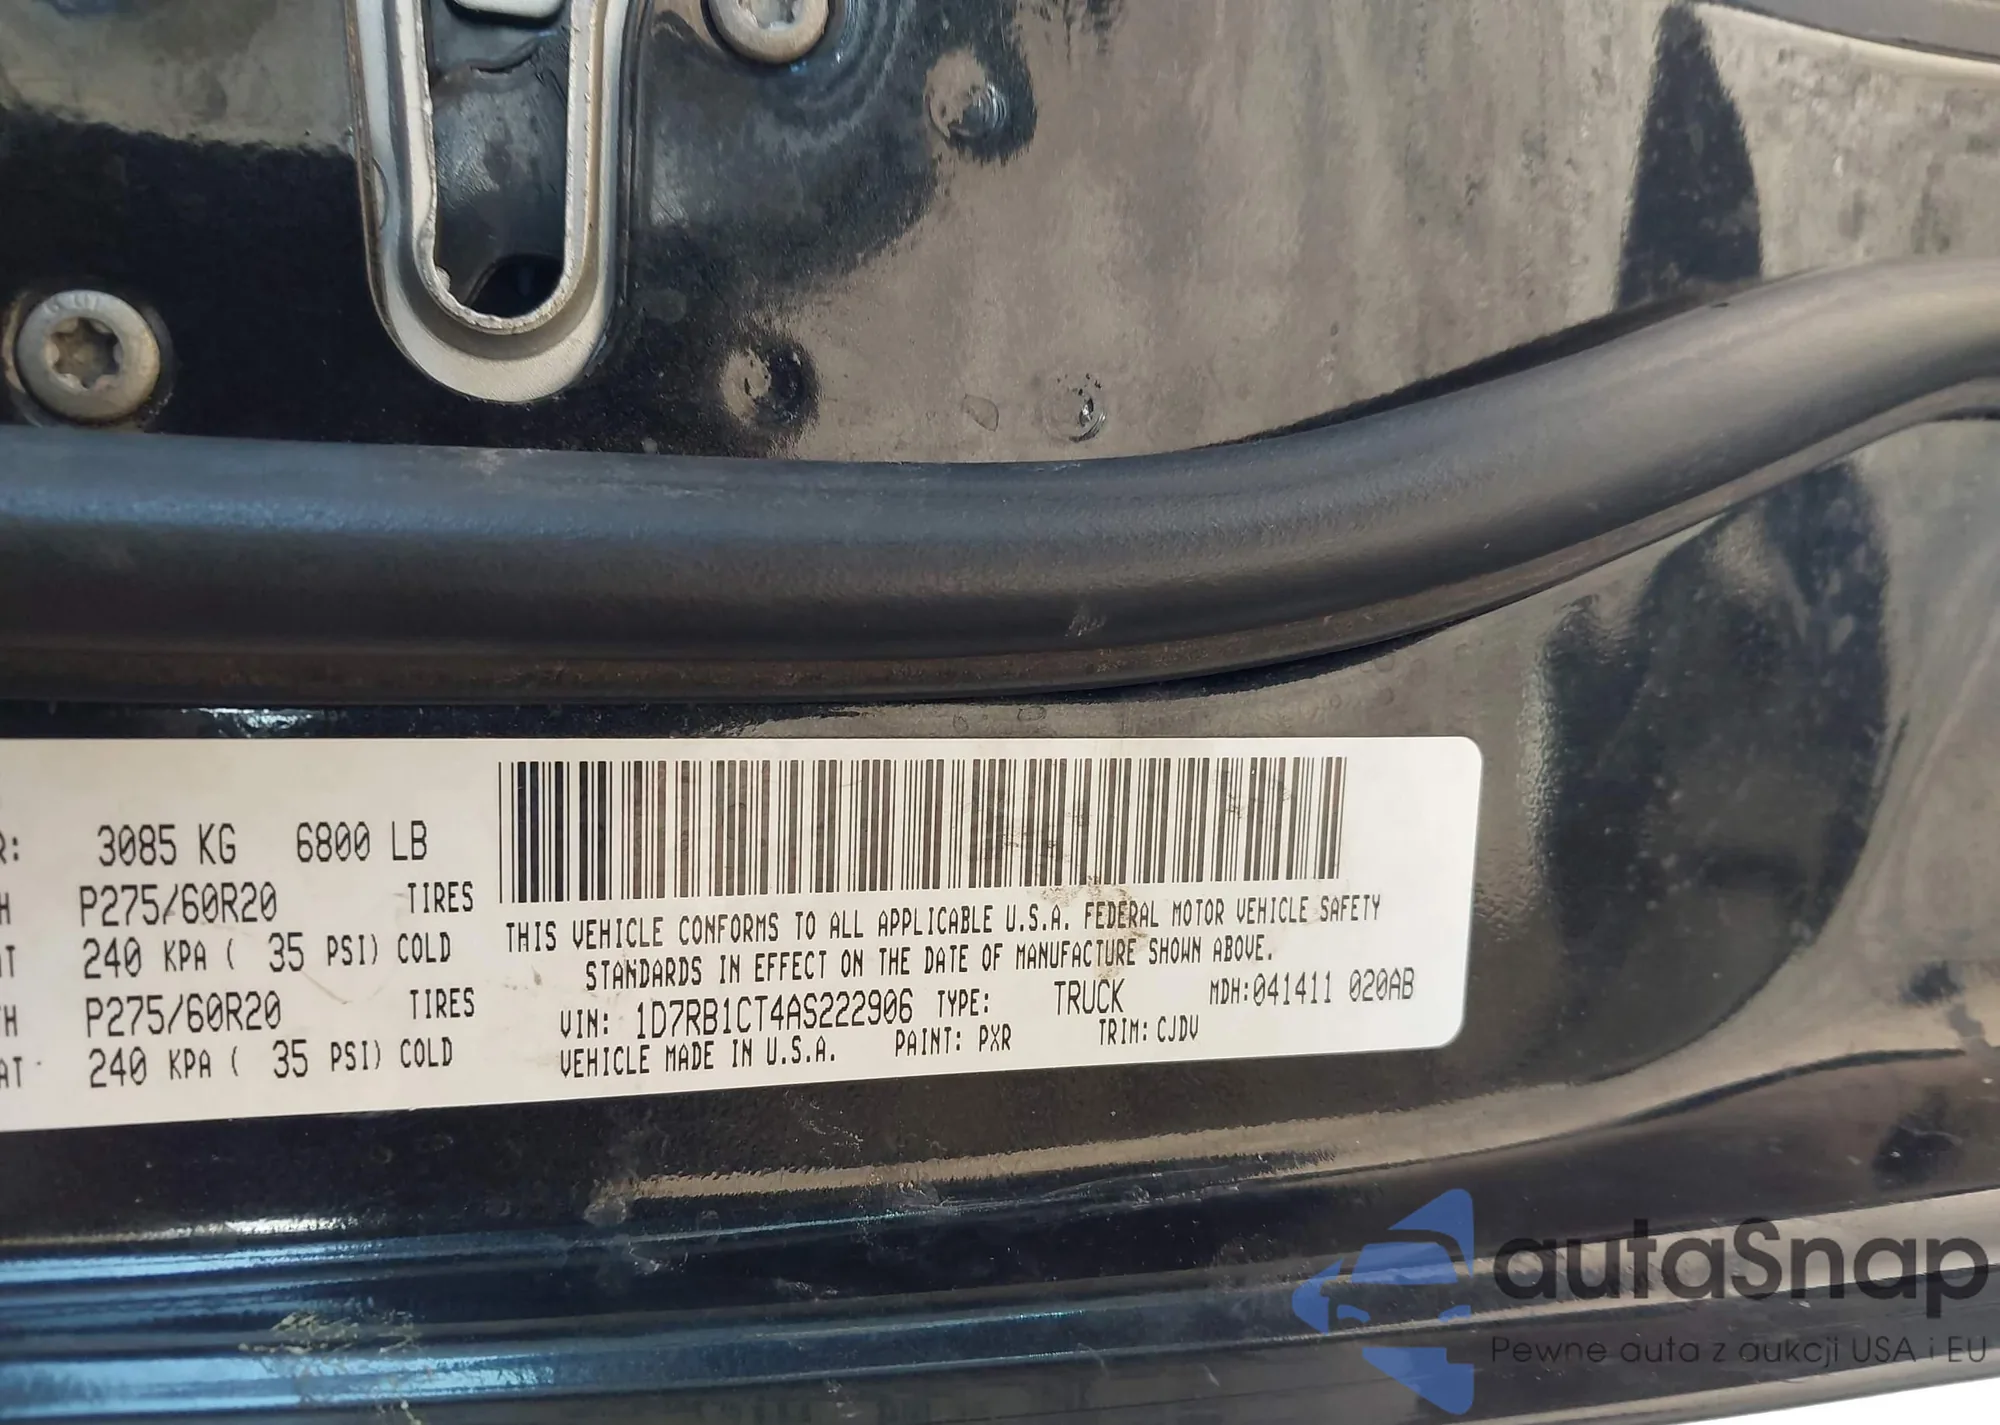 R: 3085 KG 6800 LB
H P275/60R20 TIRES
AT 240 KPA ( 35 PSI) COLD
TH P275/60R20 TIRES
AT 240 KPA ( 35 PSI) COLD
THIS VEHICLE CONFORMS TO ALL APPLICABLE U.S.A. FEDERAL MOTOR VEHICLE SAFETY
STANDARDS IN EFFECT ON THE DATE OF MANUFACTURE SHOWN ABOVE.
VIN: 1D7RB1CT4AS222906 TYPE: TRUCK MDH:041411 020AB
VEHICLE MADE IN U.S.A. PAINT: PXR TRIM: CJDV
autaSnap
Pewne auta z aukcji USA i EU